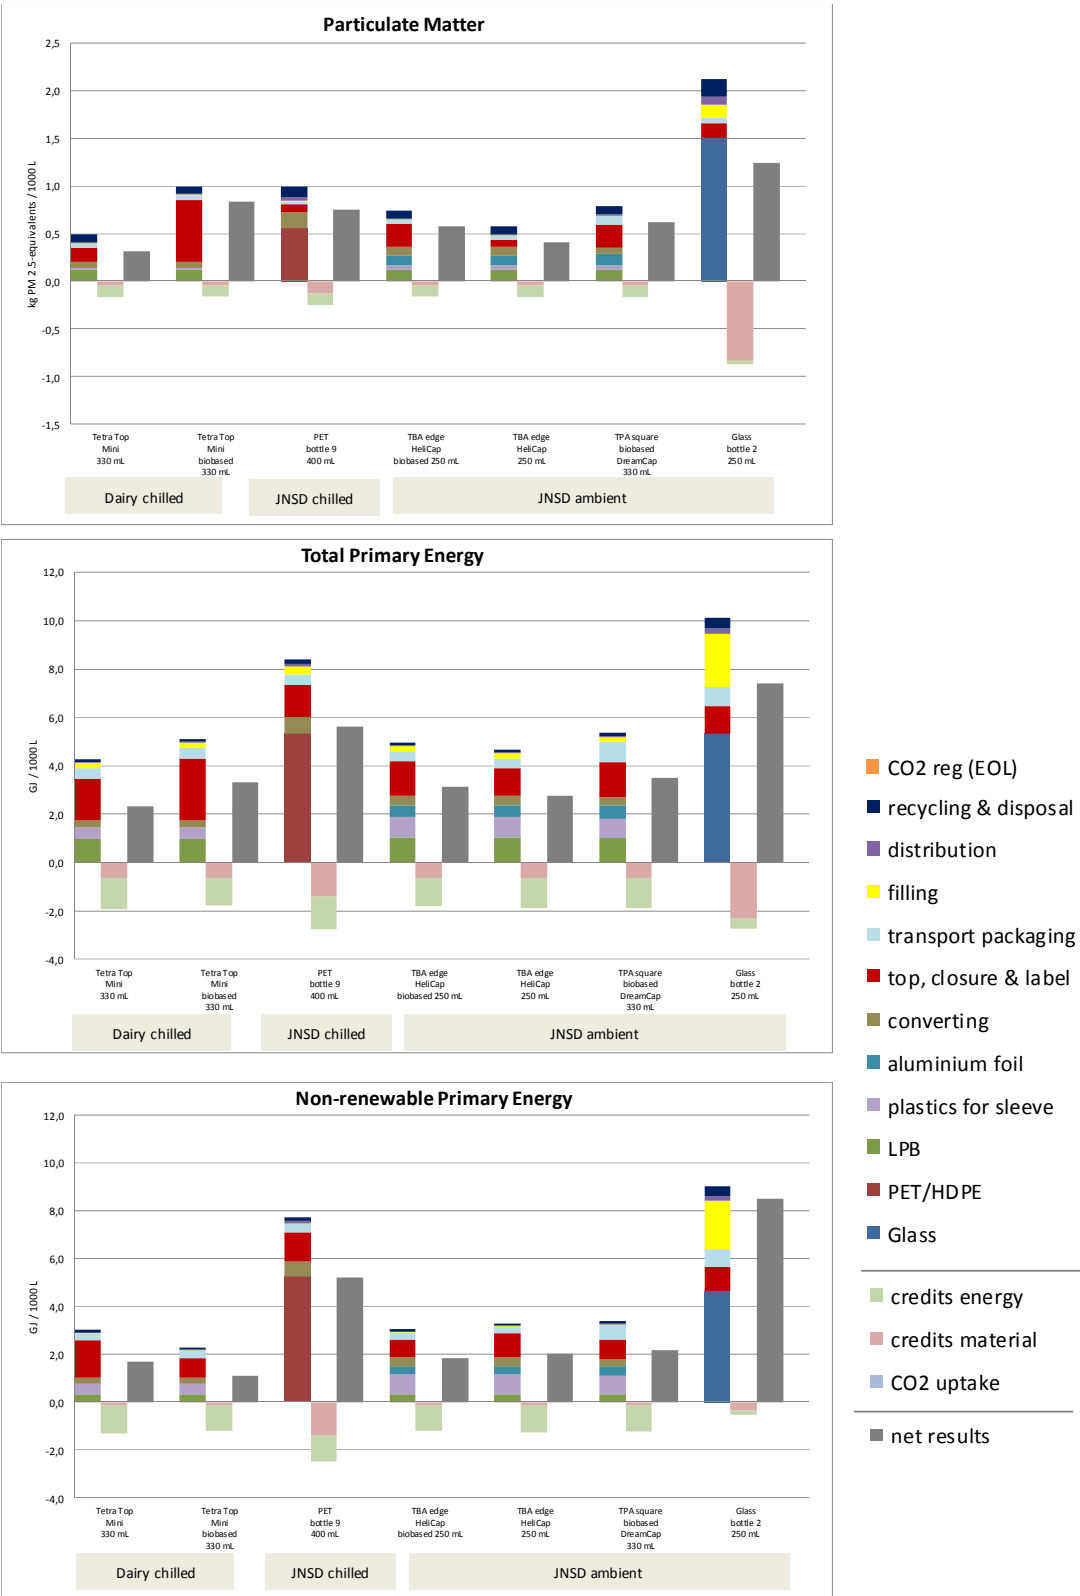 Particulate Matter
kg PM 2.5-equivalents / 1000 L
2,5
2,0
1,5
1,0
0,5
0,0
-0,5
-1,0
-1,5
Tetra Top
Mini
330 mL
Tetra Top
Mini
biobased
330 mL
PET
bottle 9
400 mL
TBA edge
HeliCap
biobased 250 mL
TBA edge
HeliCap
250 mL
TPA square
biobased
DreamCap
330 mL
Glass
bottle 2
250 mL
Dairy chilled
JNSD chilled
JNSD ambient
Total Primary Energy
GJ / 1000 L
12,0
10,0
8,0
6,0
4,0
2,0
0,0
-2,0
-4,0
Tetra Top
Mini
330 mL
Tetra Top
Mini
biobased
330 mL
PET
bottle 9
400 mL
TBA edge
HeliCap
biobased 250 mL
TBA edge
HeliCap
250 mL
TPA square
biobased
DreamCap
330 mL
Glass
bottle 2
250 mL
Dairy chilled
JNSD chilled
JNSD ambient
Non-renewable Primary Energy
GJ / 1000 L
12,0
10,0
8,0
6,0
4,0
2,0
0,0
-2,0
-4,0
Tetra Top
Mini
330 mL
Tetra Top
Mini
biobased
330 mL
PET
bottle 9
400 mL
TBA edge
HeliCap
biobased 250 mL
TBA edge
HeliCap
250 mL
TPA square
biobased
DreamCap
330 mL
Glass
bottle 2
250 mL
Dairy chilled
JNSD chilled
JNSD ambient
CO2 reg (EOL)
recycling & disposal
distribution
filling
transport packaging
top, closure & label
converting
aluminium foil
plastics for sleeve
LPB
PET/HDPE
Glass
credits energy
credits material
CO2 uptake
net results